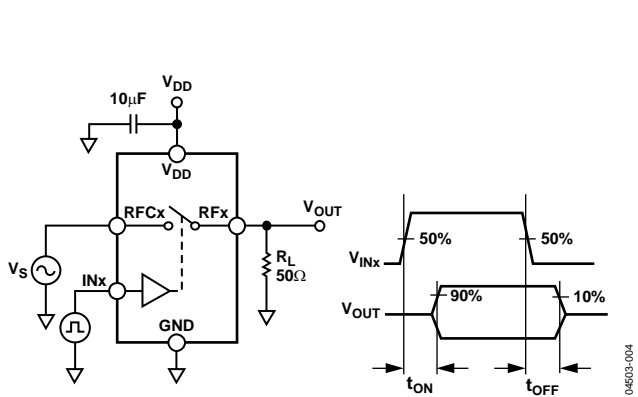 VDD
10µF
VDD
RFCx
RFx
VOUT
VS
INx
RL
50Ω
GND
VINx
50%
50%
VOUT
90%
10%
tON
tOFF
04503-004